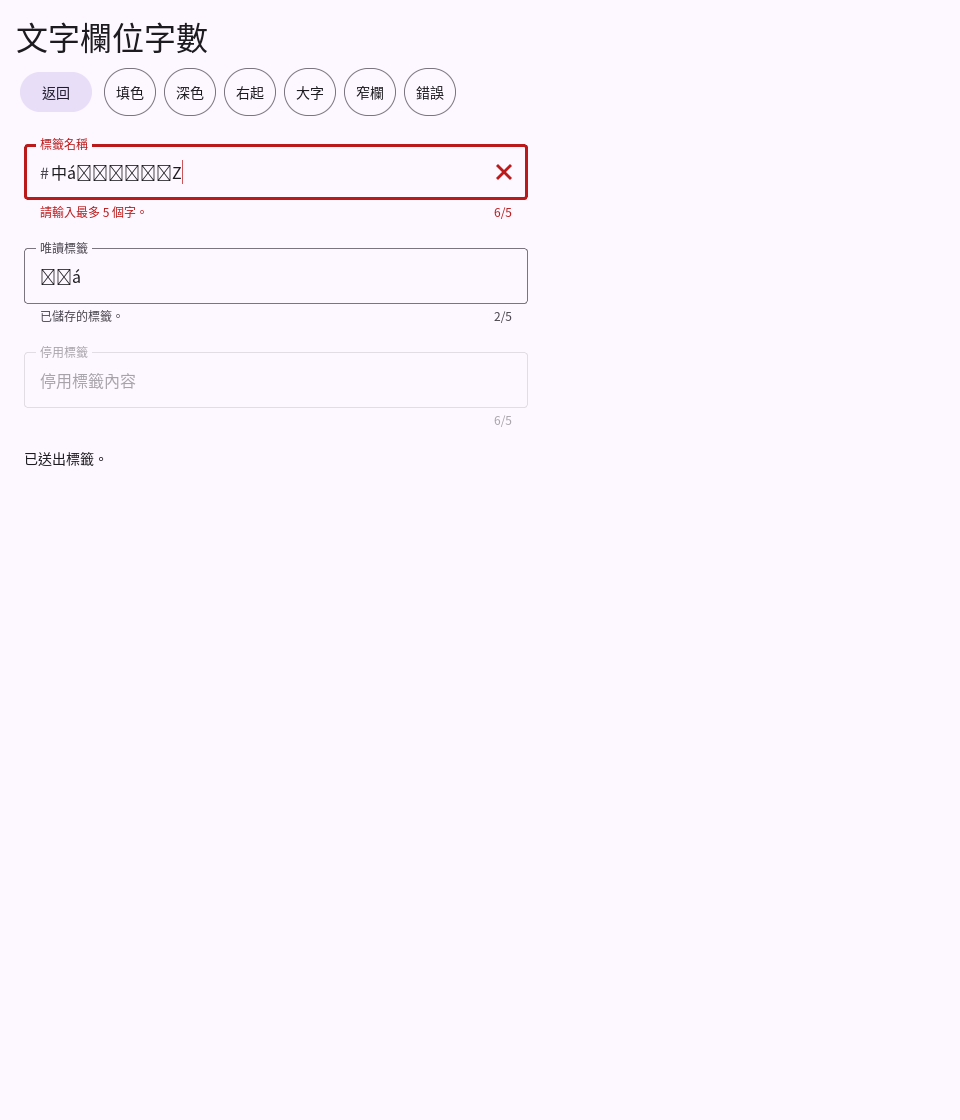 文字欄位字數
返回 填色 深色 右起 大字 窄欄 錯誤
標籤名稱
#中áZ
請輸入最多 5 個字。 6/5
唯讀標籤
á
已儲存的標籤。 2/5
停用標籤
停用標籤內容
6/5
已送出標籤。